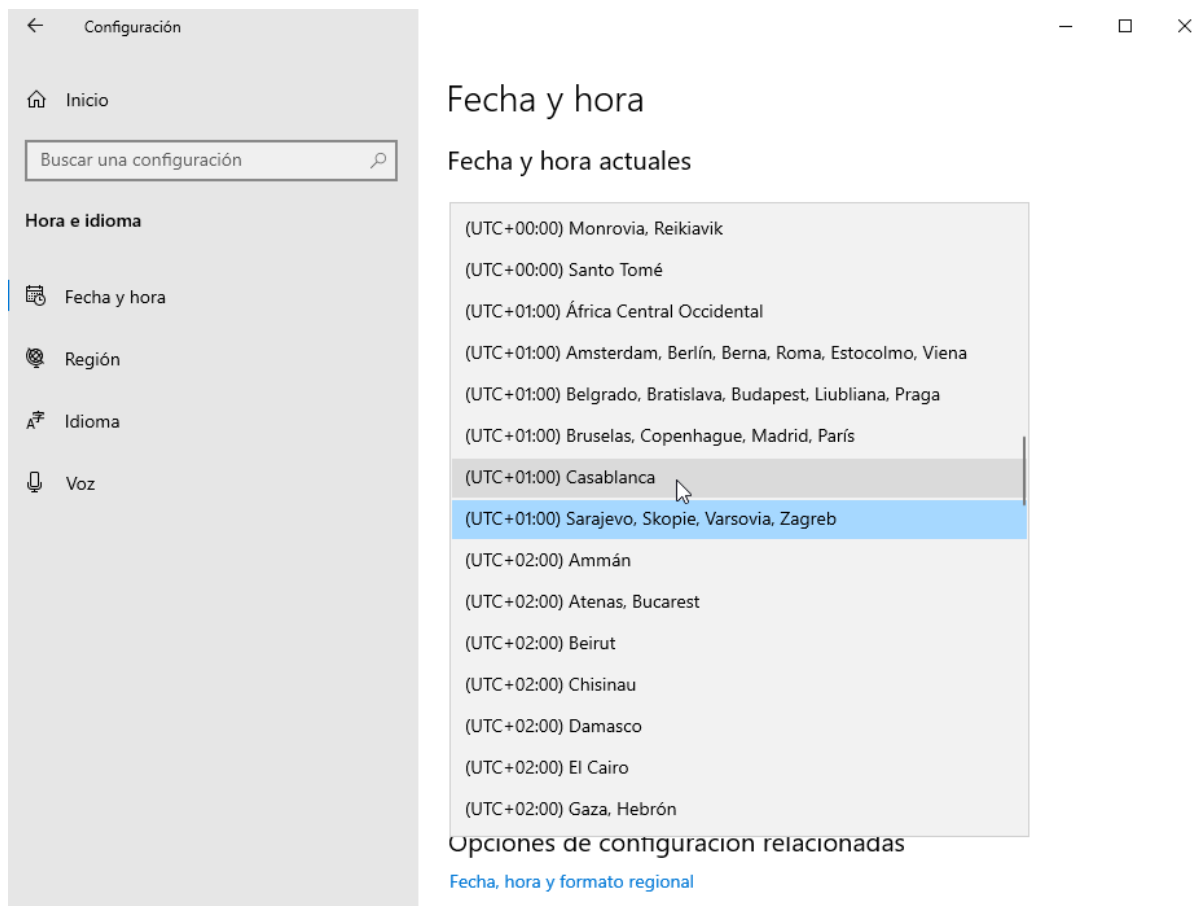 Configuración
Inicio
Buscar una configuración
Hora e idioma
Fecha y hora
Región
Idioma
Voz
Fecha y hora
Fecha y hora actuales
(UTC+00:00) Monrovia, Reikiavik
(UTC+00:00) Santo Tomé
(UTC+01:00) África Central Occidental
(UTC+01:00) Amsterdam, Berlín, Berna, Roma, Estocolmo, Viena
(UTC+01:00) Belgrado, Bratislava, Budapest, Liubliana, Praga
(UTC+01:00) Bruselas, Copenhague, Madrid, París
(UTC+01:00) Casablanca
(UTC+01:00) Sarajevo, Skopie, Varsovia, Zagreb
(UTC+02:00) Ammán
(UTC+02:00) Atenas, Bucarest
(UTC+02:00) Beirut
(UTC+02:00) Chisinau
(UTC+02:00) Damasco
(UTC+02:00) El Cairo
(UTC+02:00) Gaza, Hebrón
Opciones de configuración relacionadas
Fecha, hora y formato regional